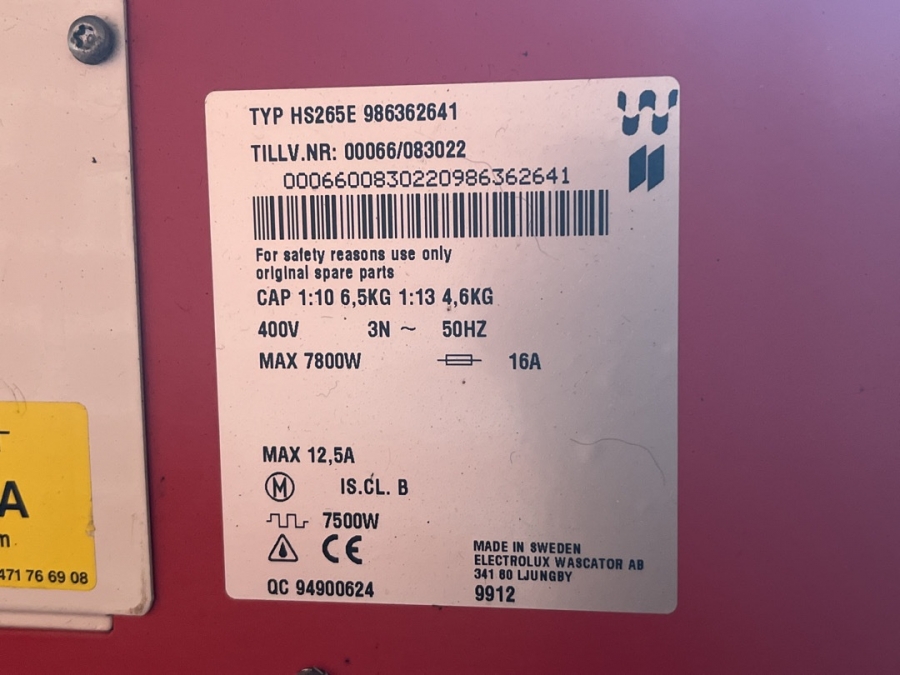 TYP HS265E 986362641
TILLV.NR: 00066/083022
0006600830220986362641
For safety reasons use only
original spare parts
CAP 1:10 6,5KG 1:13 4,6KG
400V 3N ~ 50HZ
MAX 7800W 16A
MAX 12,5A
M IS.CL. B
7500W
CE
QC 94900624
MADE IN SWEDEN
ELECTROLUX WASCATOR AB
341 80 LJUNGBY
9912
A
m
471 76 69 08